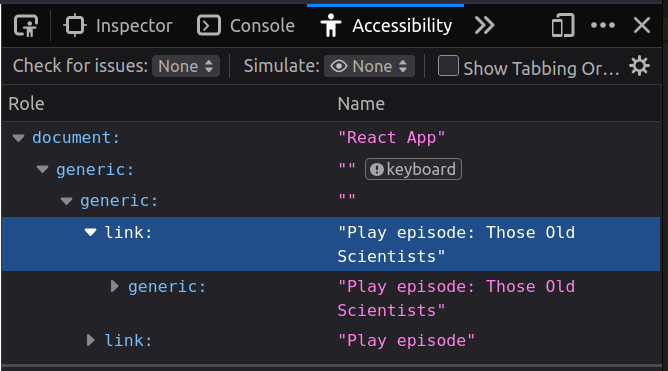 Inspector Console Accessibility
Check for issues: None Simulate: None Show Tabbing Or…
Role Name
document: "React App"
generic: "" keyboard
generic: ""
link: "Play episode: Those Old
Scientists"
generic: "Play episode: Those Old
Scientists"
link: "Play episode"